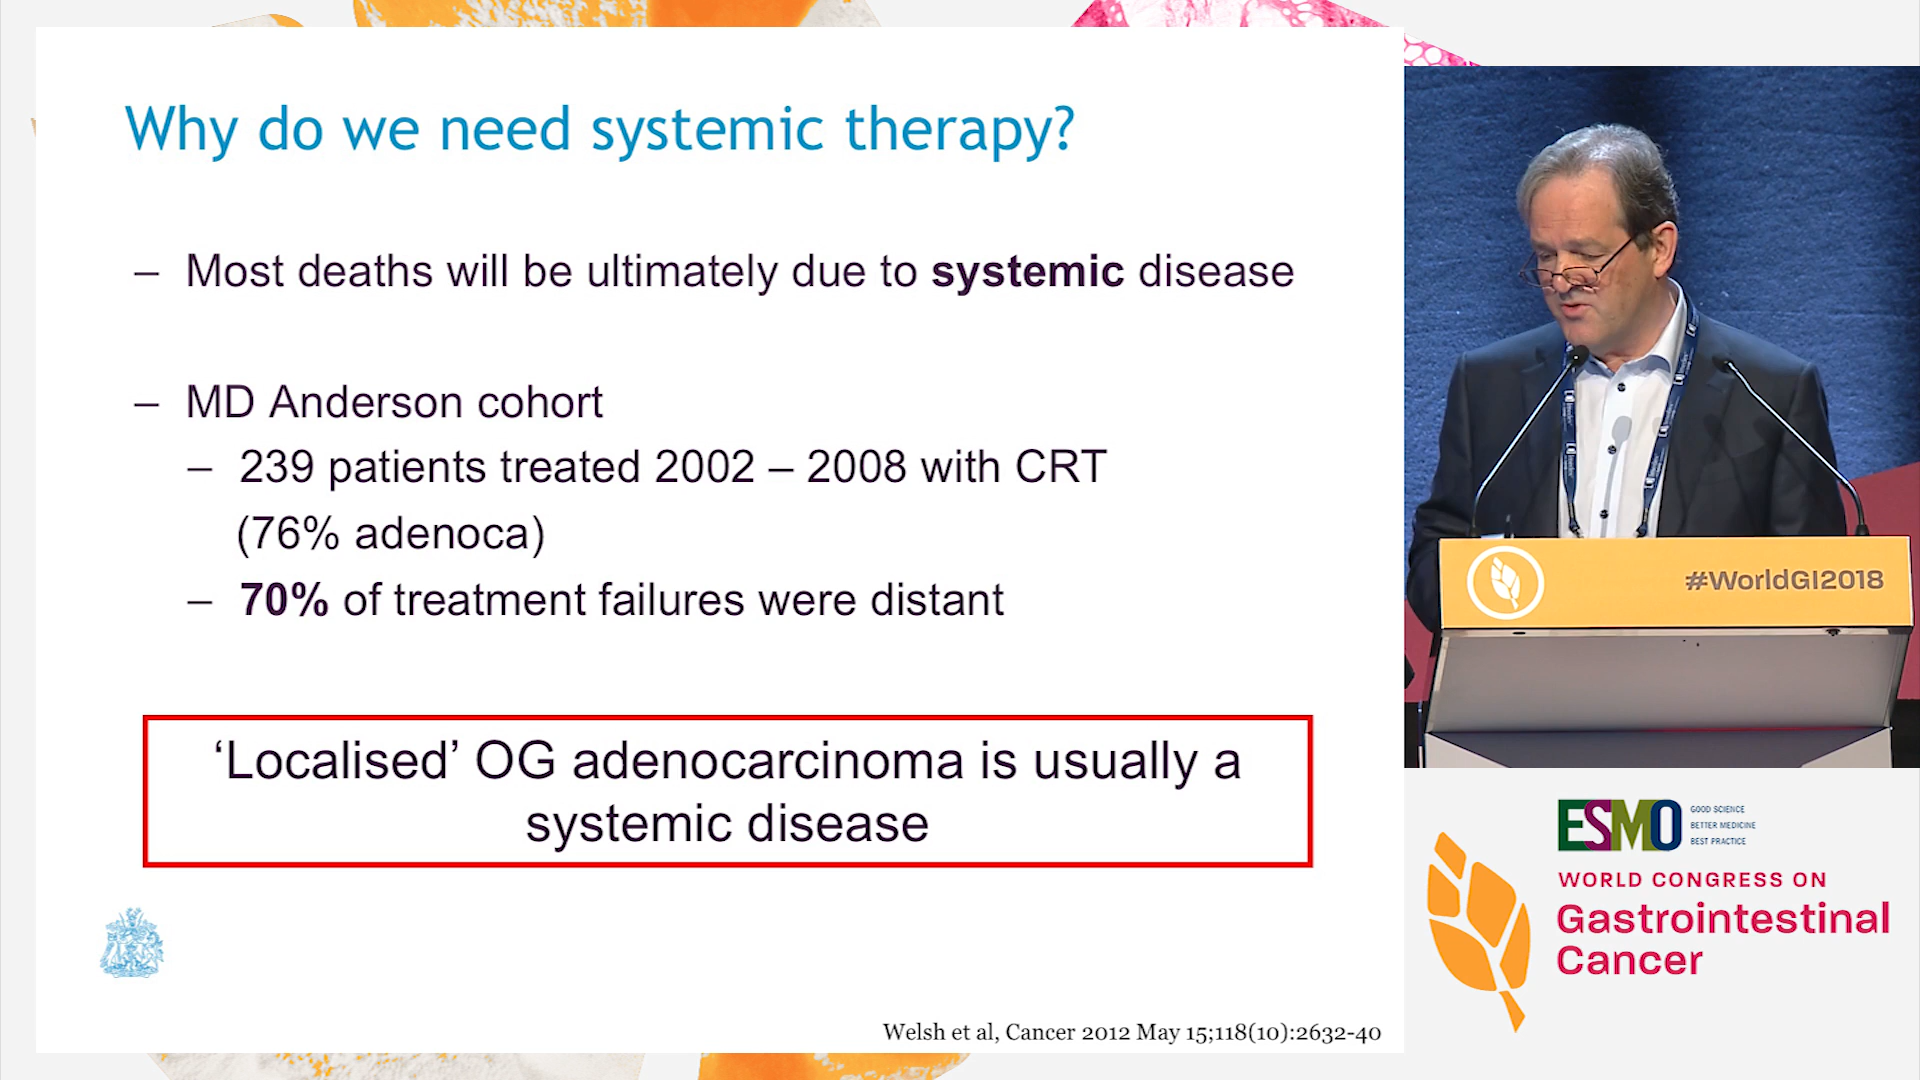 Why do we need systemic therapy?
– Most deaths will be ultimately due to systemic disease
– MD Anderson cohort
– 239 patients treated 2002 – 2008 with CRT
(76% adenoca)
– 70% of treatment failures were distant
‘Localised’ OG adenocarcinoma is usually a
systemic disease
Welsh et al, Cancer 2012 May 15;118(10):2632-40
#WorldGI2018
ESMO
GOOD SCIENCE
BETTER MEDICINE
BEST PRACTICE
WORLD CONGRESS ON
Gastrointestinal
Cancer